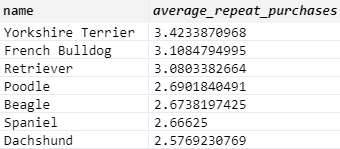 name average_repeat_purchases
Yorkshire Terrier 3.4233870968
French Bulldog 3.1084794995
Retriever 3.0803382664
Poodle 2.6901840491
Beagle 2.6738197425
Spaniel 2.66625
Dachshund 2.5769230769